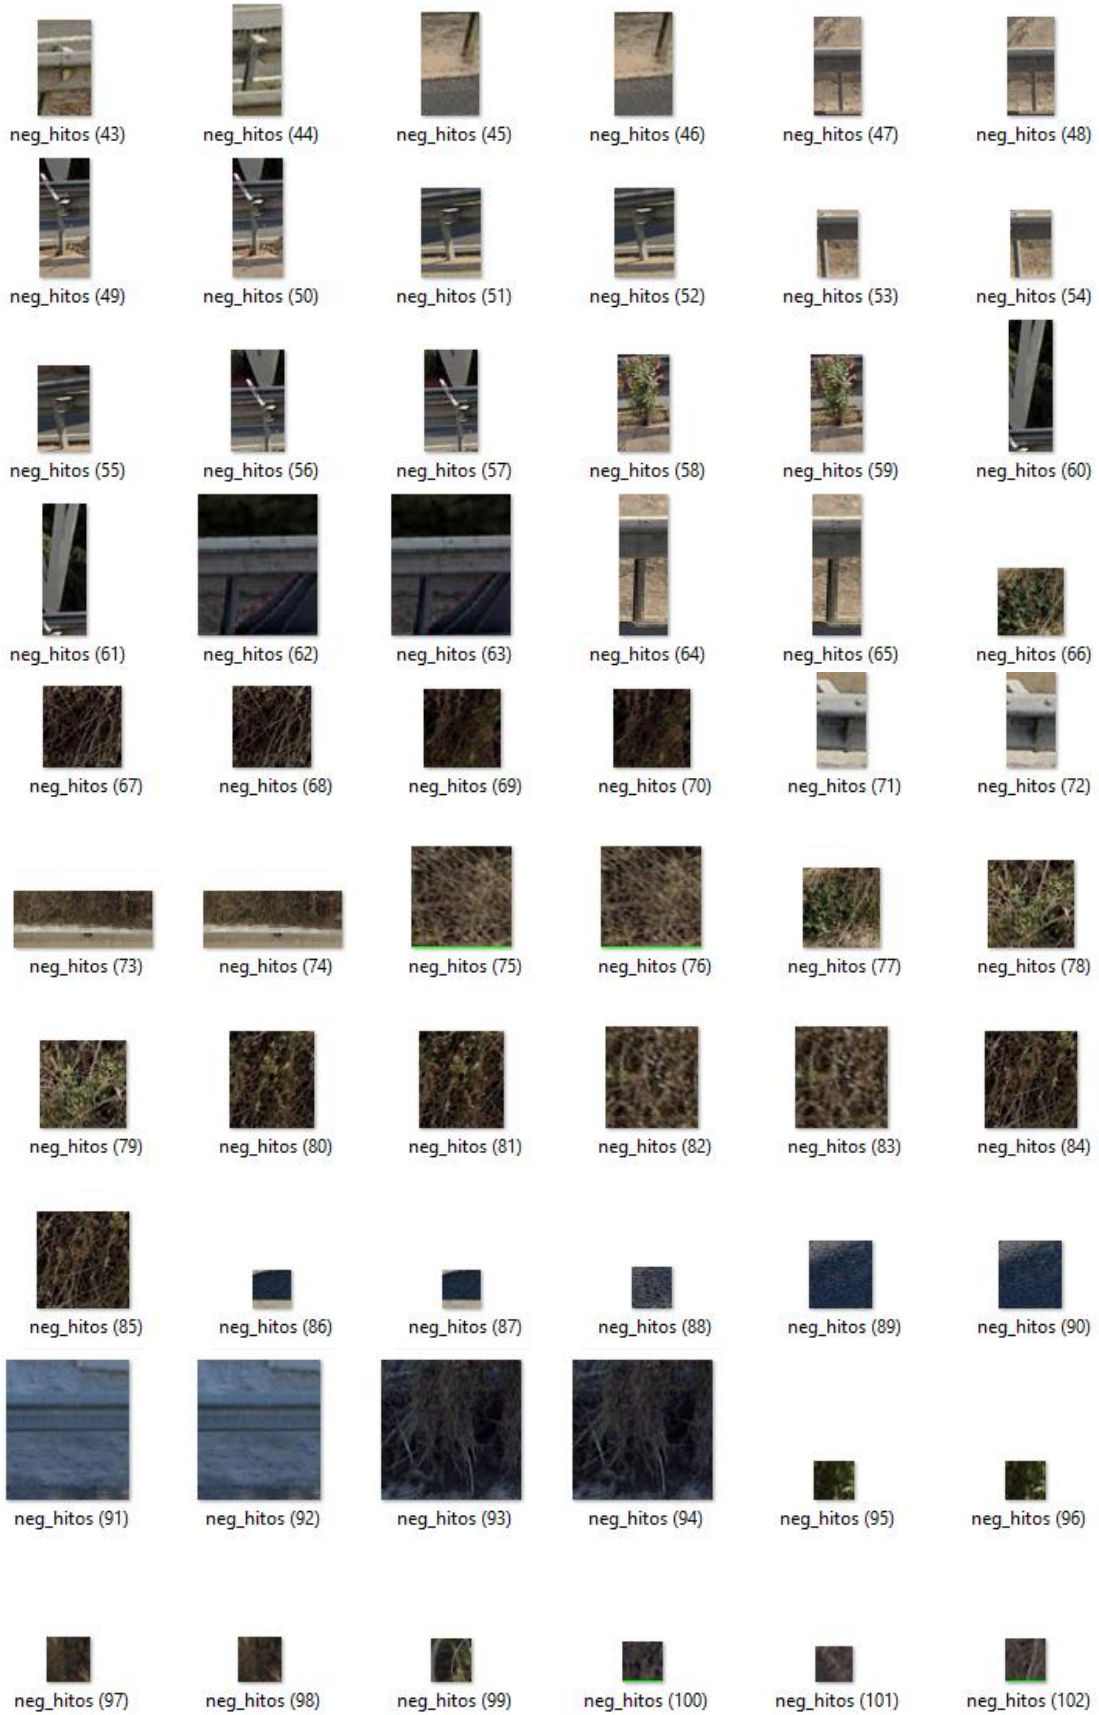 neg_hitos (43) neg_hitos (44) neg_hitos (45) neg_hitos (46) neg_hitos (47) neg_hitos (48)
neg_hitos (49) neg_hitos (50) neg_hitos (51) neg_hitos (52) neg_hitos (53) neg_hitos (54)
neg_hitos (55) neg_hitos (56) neg_hitos (57) neg_hitos (58) neg_hitos (59) neg_hitos (60)
neg_hitos (61) neg_hitos (62) neg_hitos (63) neg_hitos (64) neg_hitos (65) neg_hitos (66)
neg_hitos (67) neg_hitos (68) neg_hitos (69) neg_hitos (70) neg_hitos (71) neg_hitos (72)
neg_hitos (73) neg_hitos (74) neg_hitos (75) neg_hitos (76) neg_hitos (77) neg_hitos (78)
neg_hitos (79) neg_hitos (80) neg_hitos (81) neg_hitos (82) neg_hitos (83) neg_hitos (84)
neg_hitos (85) neg_hitos (86) neg_hitos (87) neg_hitos (88) neg_hitos (89) neg_hitos (90)
neg_hitos (91) neg_hitos (92) neg_hitos (93) neg_hitos (94) neg_hitos (95) neg_hitos (96)
neg_hitos (97) neg_hitos (98) neg_hitos (99) neg_hitos (100) neg_hitos (101) neg_hitos (102)